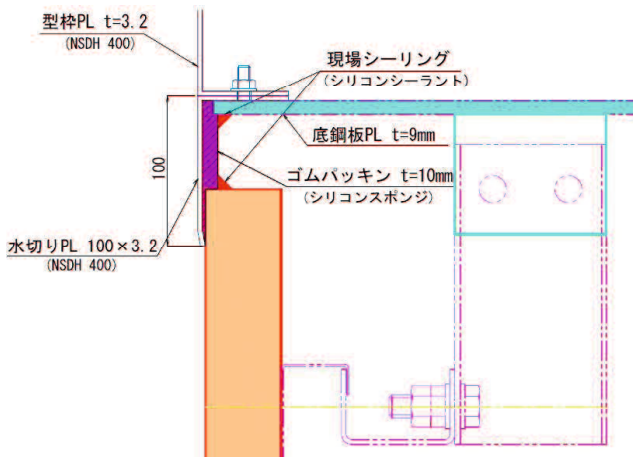 型枠PL t=3.2
(NSDH 400)
現場シーリング
(シリコンシーラント)
底鋼板PL t=9mm
100
ゴムパッキン t=10mm
(シリコンスポンジ)
水切りPL 100×3.2
(NSDH 400)